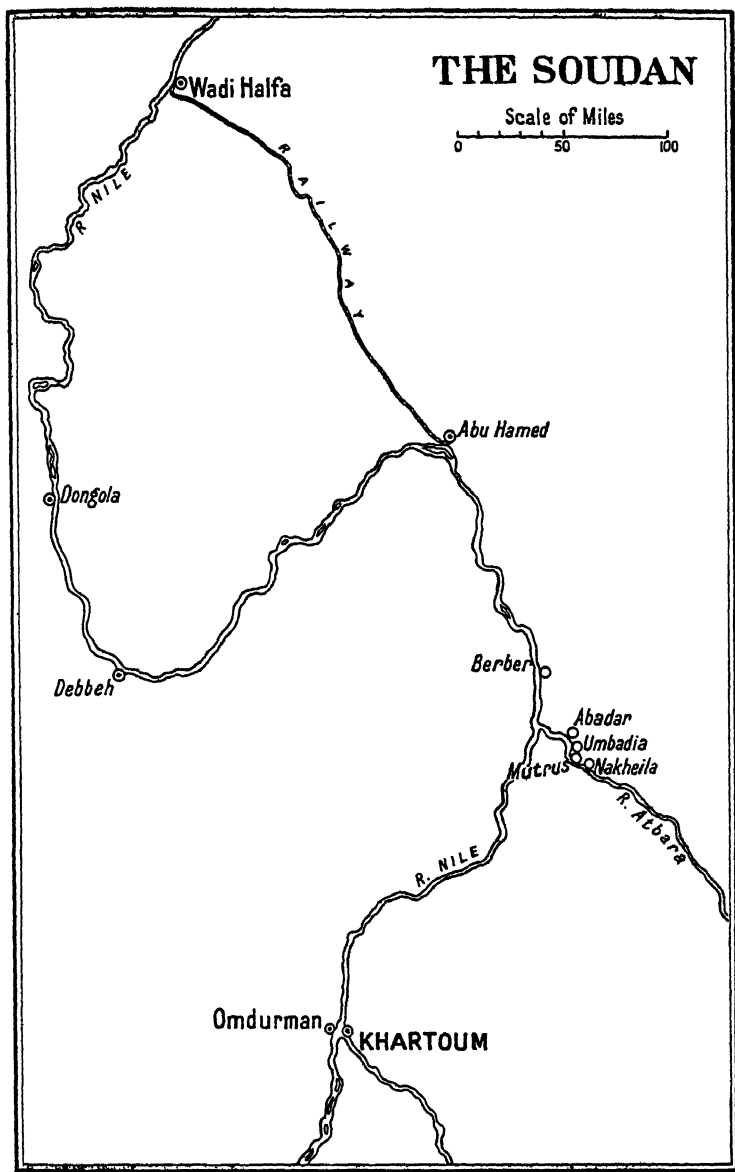 THE SOUDAN
Scale of Miles
0 50 100
Wadi Halfa
RAILWAY
R NILE
Abu Hamed
Dongola
Debbeh
Berber
Abadar
Umbadia
Mutrus
Nakheila
R. Atbara
R. NILE
Omdurman
KHARTOUM